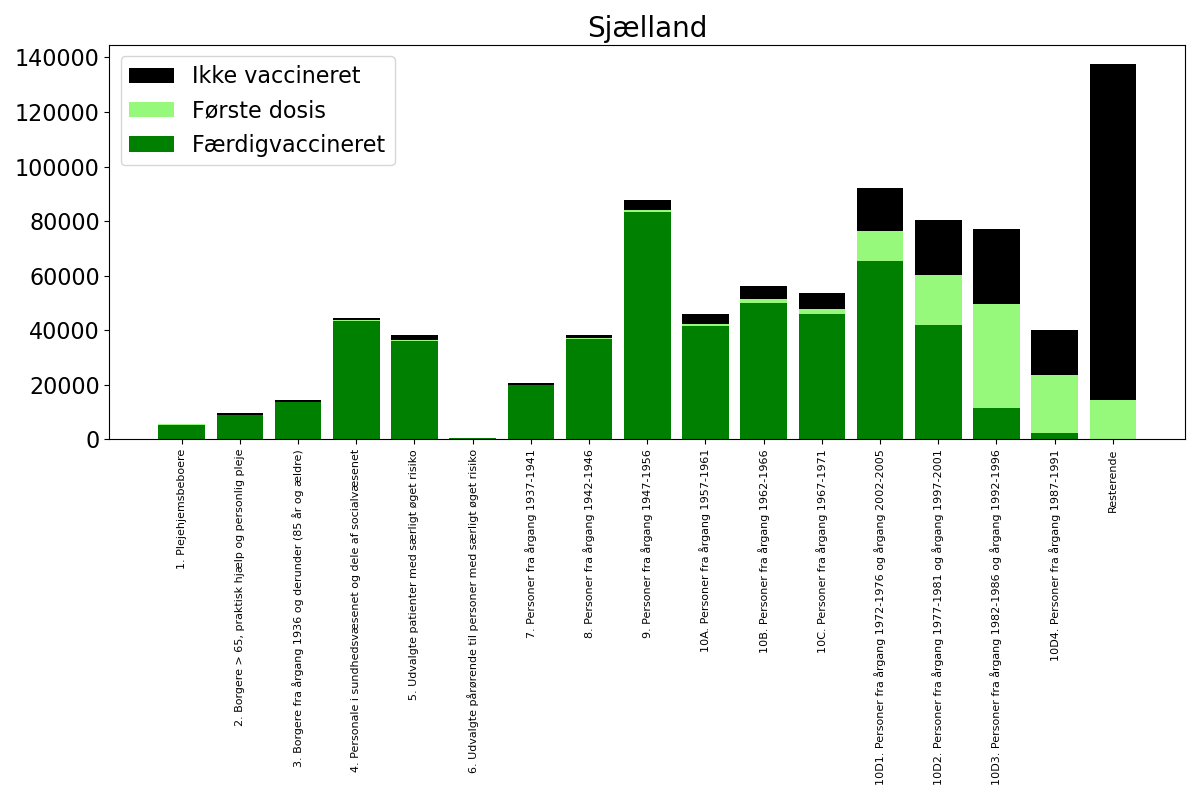 Sjælland
140000
120000
100000
80000
60000
40000
20000
0
Ikke vaccineret
Første dosis
Færdigvaccineret
1. Plejehjemsbeboere
2. Borgere > 65, praktisk hjælp og personlig pleje
3. Borgere fra årgang 1936 og derunder (85 år og ældre)
4. Personale i sundhedsvæsenet og dele af socialvæsenet
5. Udvalgte patienter med særligt øget risiko
6. Udvalgte pårørende til personer med særligt øget risiko
7. Personer fra årgang 1937-1941
8. Personer fra årgang 1942-1946
9. Personer fra årgang 1947-1956
10A. Personer fra årgang 1957-1961
10B. Personer fra årgang 1962-1966
10C. Personer fra årgang 1967-1971
10D1. Personer fra årgang 1972-1976 og årgang 2002-2005
10D2. Personer fra årgang 1977-1981 og årgang 1997-2001
10D3. Personer fra årgang 1982-1986 og årgang 1992-1996
10D4. Personer fra årgang 1987-1991
Resterende